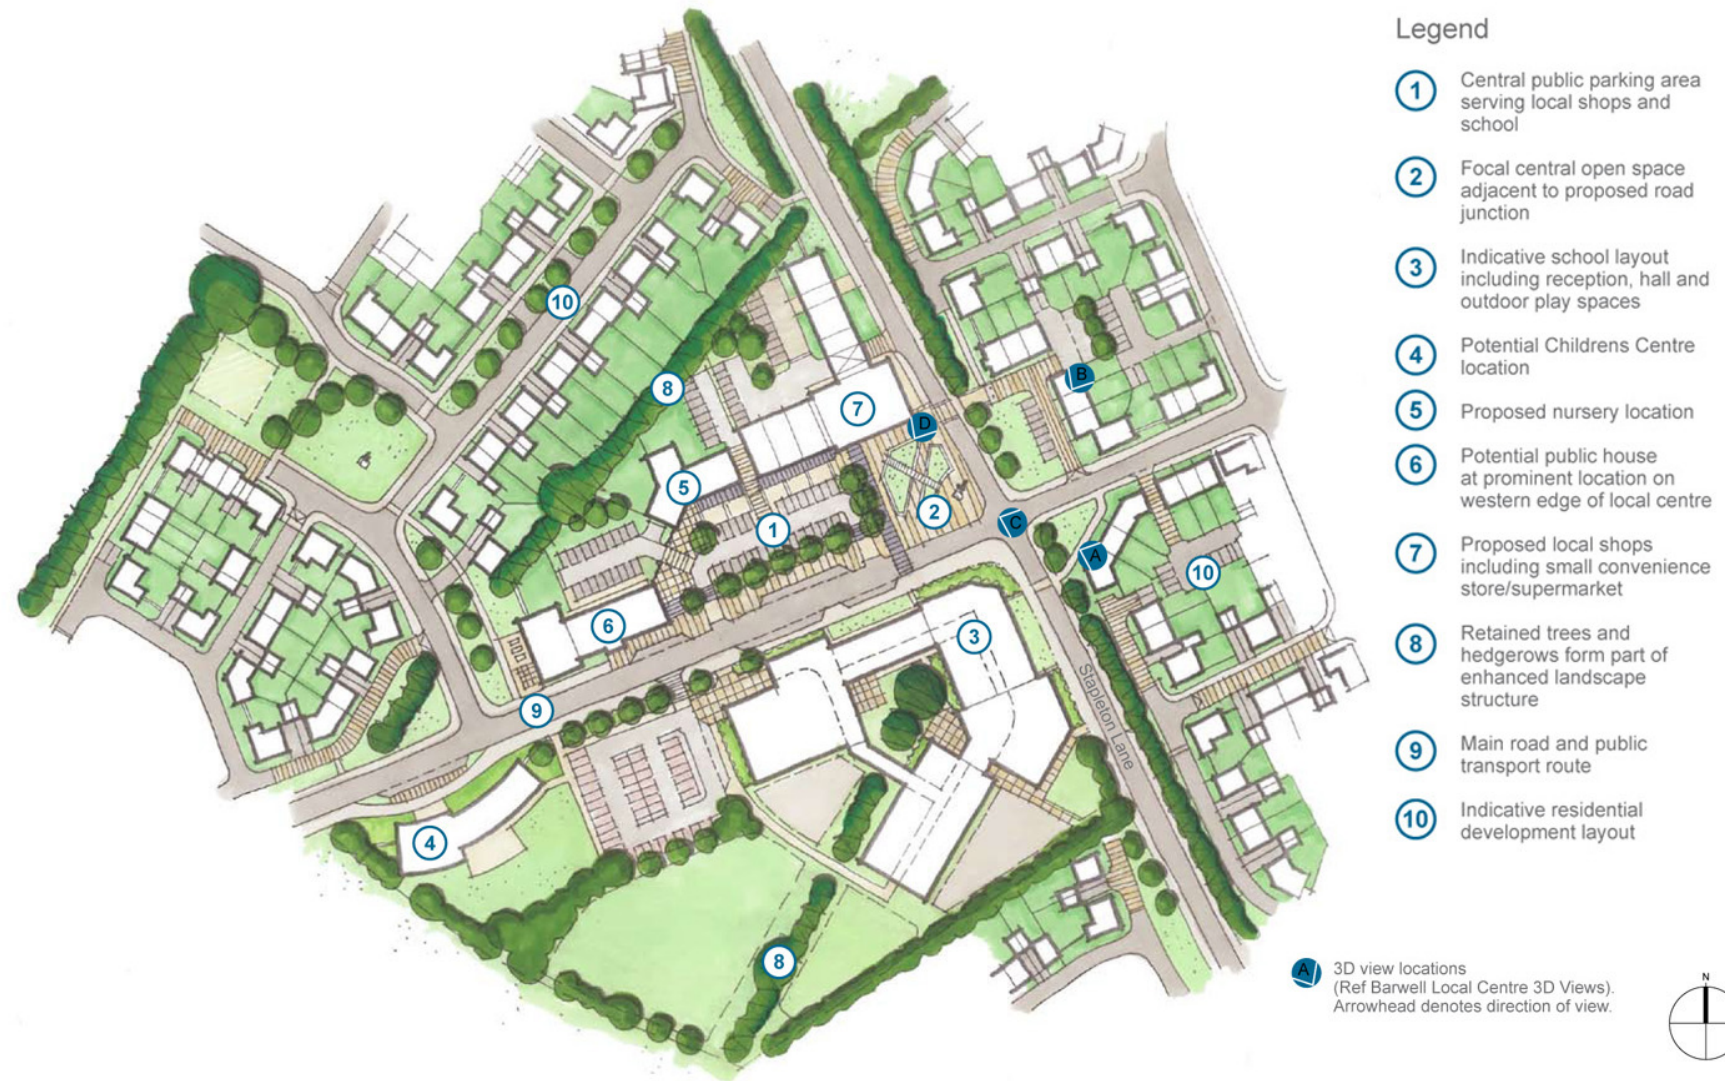 Legend
1
Central public parking area
serving local shops and
school
2
Focal central open space
adjacent to proposed road
junction
3
Indicative school layout
including reception, hall and
outdoor play spaces
4
Potential Childrens Centre
location
5
Proposed nursery location
6
Potential public house
at prominent location on
western edge of local centre
7
Proposed local shops
including small convenience
store/supermarket
8
Retained trees and
hedgerows form part of
enhanced landscape
structure
9
Main road and public
transport route
10
Indicative residential
development layout
A
3D view locations
(Ref Barwell Local Centre 3D Views).
Arrowhead denotes direction of view.
N
10
8
7
B
D
5
1
2
C
A
10
6
3
9
Stapleton Lane
4
8